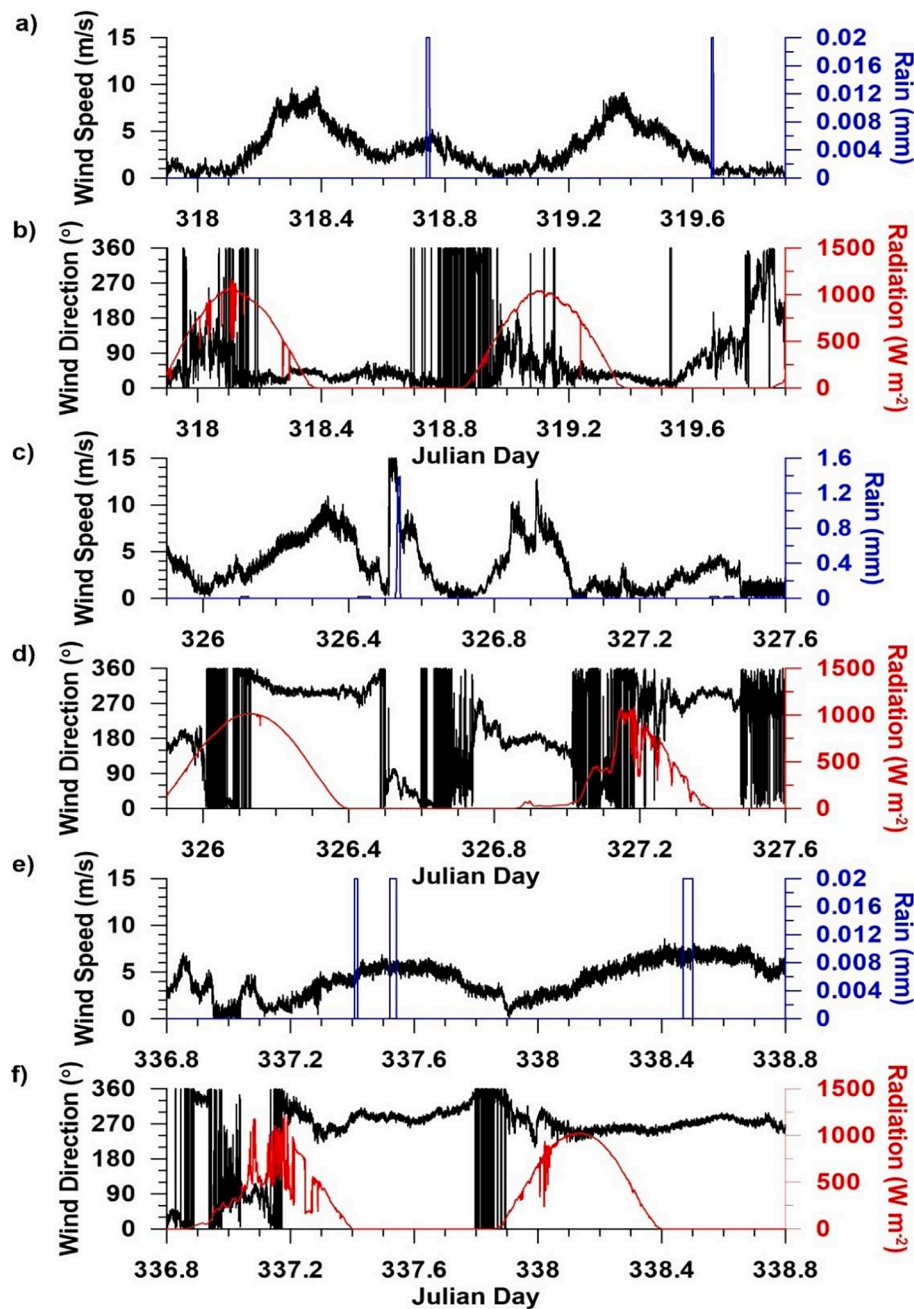 a)
Wind Speed (m/s)
15
10
5
0
0.02
0.016
0.012
0.008
0.004
0
Rain (mm)
318 318.4 318.8 319.2 319.6
b)
Wind Direction (º)
360
270
180
90
0
1500
1000
500
0
Radiation (W m-2)
318 318.4 318.8 319.2 319.6
Julian Day
c)
Wind Speed (m/s)
15
10
5
0
1.6
1.2
0.8
0.4
0
Rain (mm)
326 326.4 326.8 327.2 327.6
d)
Wind Direction (º)
360
270
180
90
0
1500
1000
500
0
Radiation (W m-2)
326 326.4 326.8 327.2 327.6
Julian Day
e)
Wind Speed (m/s)
15
10
5
0
0.02
0.016
0.012
0.008
0.004
0
Rain (mm)
336.8 337.2 337.6 338 338.4 338.8
f)
Wind Direction (º)
360
270
180
90
0
1500
1000
500
0
Radiation (W m-2)
336.8 337.2 337.6 338 338.4 338.8
Julian Day